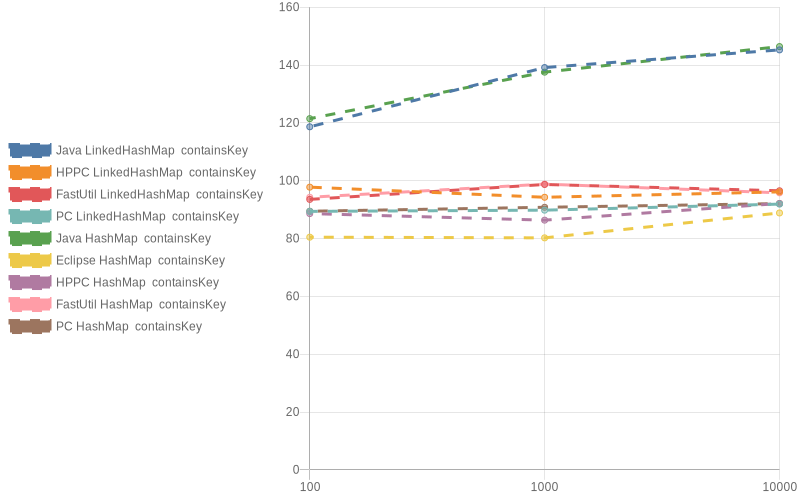 Java LinkedHashMap containsKey
HPPC LinkedHashMap containsKey
FastUtil LinkedHashMap containsKey
PC LinkedHashMap containsKey
Java HashMap containsKey
Eclipse HashMap containsKey
HPPC HashMap containsKey
FastUtil HashMap containsKey
PC HashMap containsKey
160
140
120
100
80
60
40
20
0
100 1000 10000